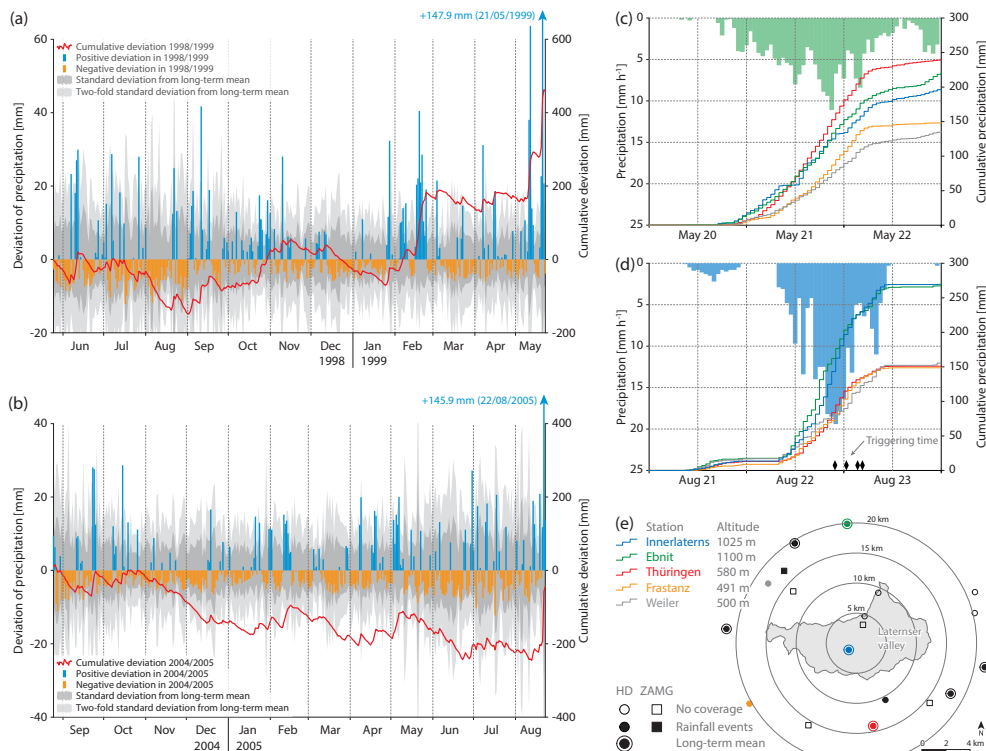 (a)
+147.9 mm (21/05/1999)
60
40
20
0
-20
Deviation of precipitation [mm]
600
400
200
0
-200
Cumulative deviation [mm]
Cumulative deviation 1998/1999
Positive deviation in 1998/1999
Negative deviation in 1998/1999
Standard deviation from long-term mean
Two-fold standard deviation from long-term mean
Jun Jul Aug Sep Oct Nov Dec Jan Feb Mar Apr May
1998 1999
(b)
+145.9 mm (22/08/2005)
40
20
0
-20
-40
Deviation of precipitation [mm]
400
200
0
-200
-400
Cumulative deviation [mm]
Cumulative deviation 2004/2005
Positive deviation in 2004/2005
Negative deviation in 2004/2005
Standard deviation from long-term mean
Two-fold standard deviation from long-term mean
Sep Oct Nov Dec Jan Feb Mar Apr May Jun Jul Aug
2004 2005
(c)
0
5
10
15
20
25
Precipitation [mm h⁻¹]
300
250
200
150
100
50
0
Cumulative precipitation [mm]
May 20 May 21 May 22
(d)
0
5
10
15
20
25
Precipitation [mm h⁻¹]
300
250
200
150
100
50
0
Cumulative precipitation [mm]
Triggering time
Aug 21 Aug 22 Aug 23
(e)
Station Altitude
Innerlaterns 1025 m
Ebnit 1100 m
Thüringen 580 m
Frastanz 491 m
Weiler 500 m
20 km
15 km
10 km
5 km
Laternser
valley
HD ZAMG
No coverage
Rainfall events
Long-term mean
N
0 2 4 km